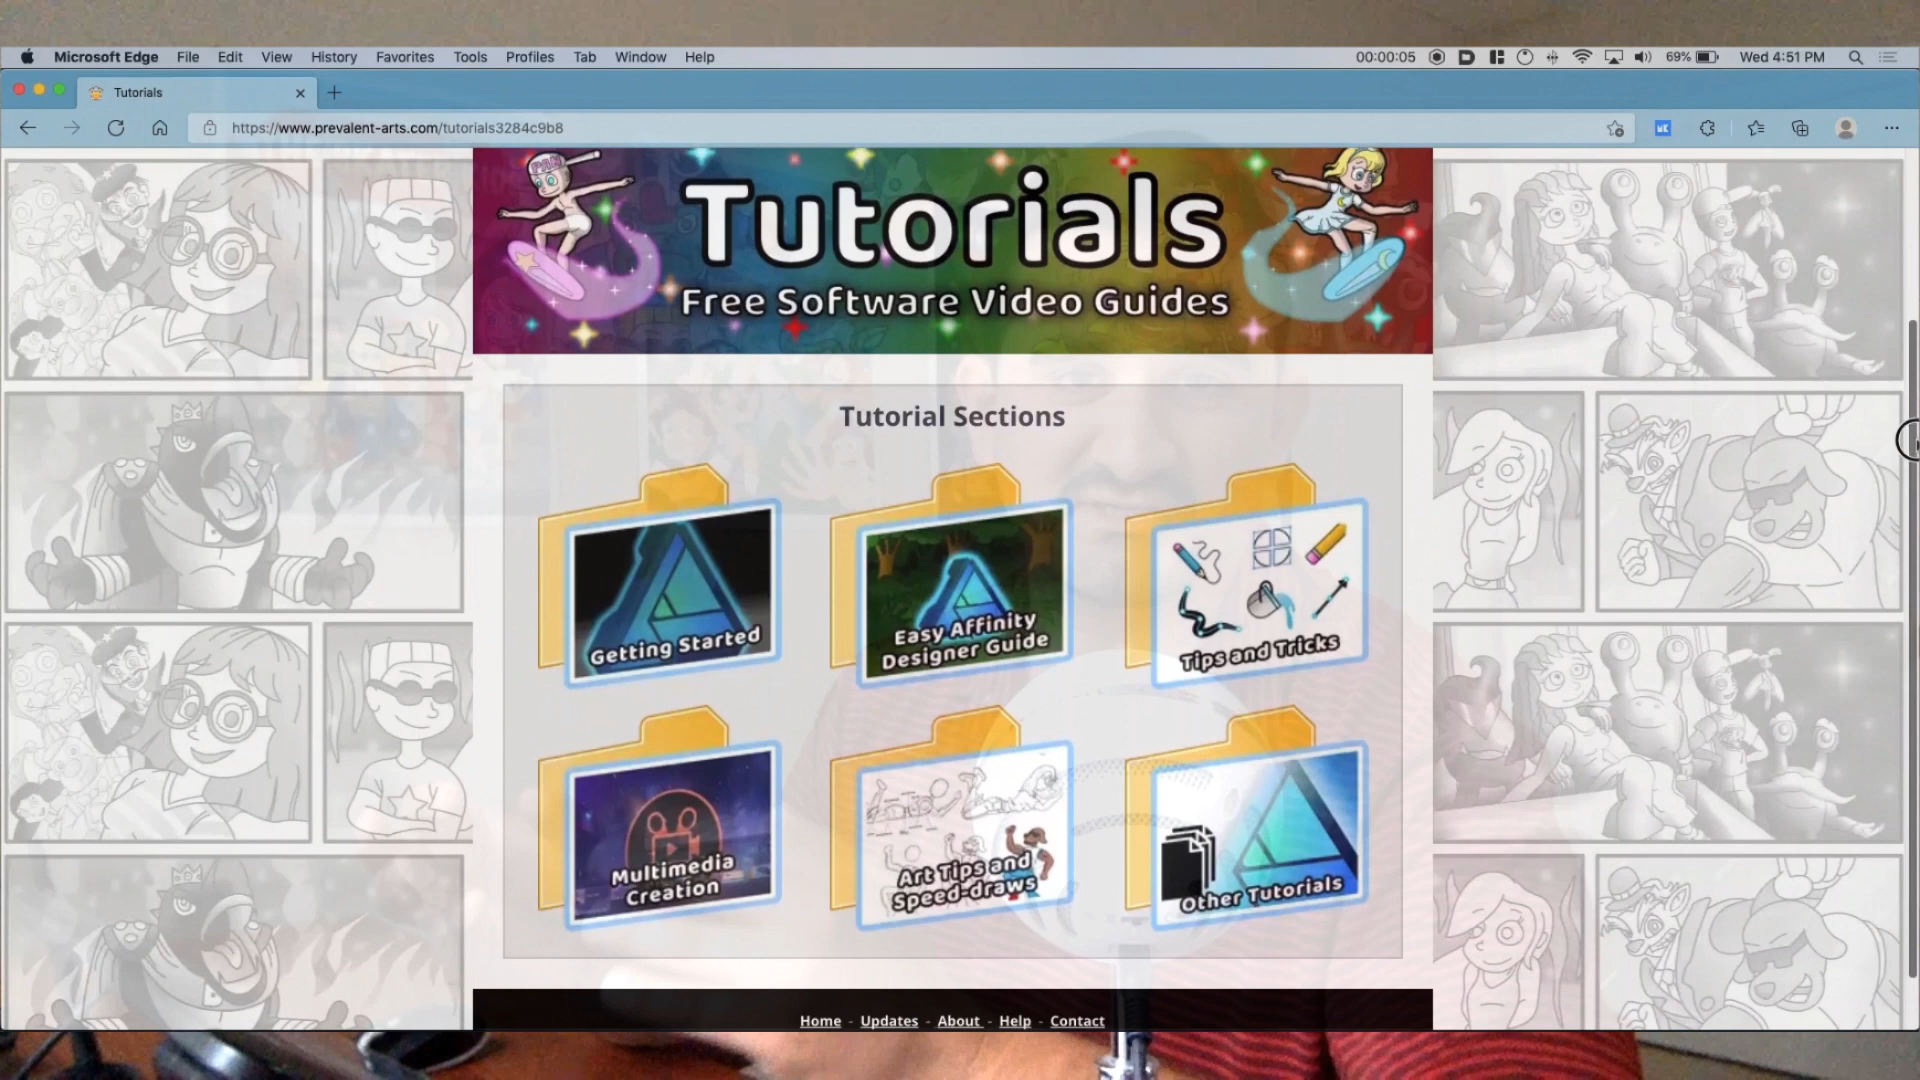 Microsoft Edge File Edit View History Favorites Tools Profiles Tab Window Help 00:00:05 69% Wed 4:51 PM
Tutorials
https://www.prevalent-arts.com/tutorials3284c9b8
Tutorials
Free Software Video Guides
Tutorial Sections
Getting Started
Easy Affinity
Designer Guide
Tips and Tricks
Multimedia
Creation
Art Tips and
Speed-draws
Other Tutorials
Home - Updates - About - Help - Contact